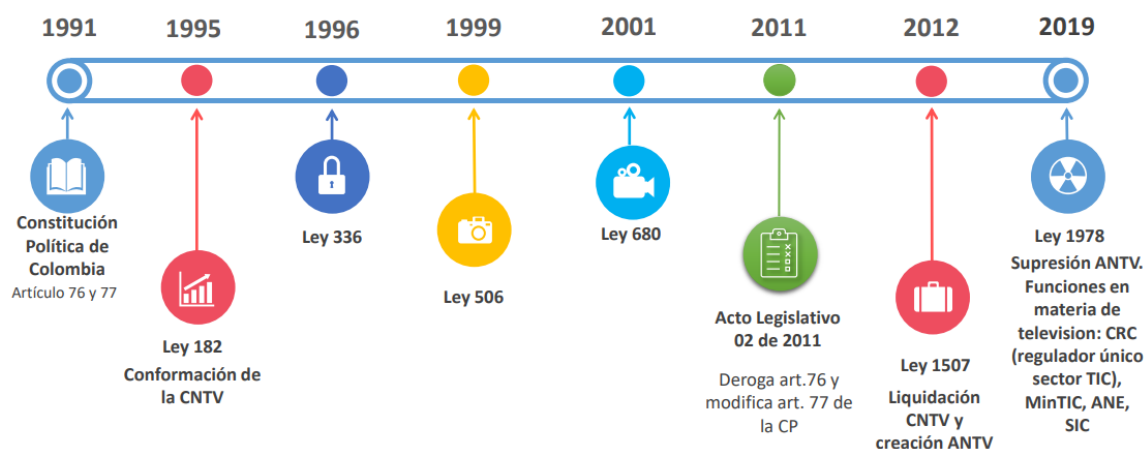 1991
1995
1996
1999
2001
2011
2012
2019
Constitución
Política de
Colombia
Artículo 76 y 77
Ley 182
Conformación de
la CNTV
Ley 336
Ley 506
Ley 680
Acto Legislativo
02 de 2011
Deroga art.76 y
modifica art. 77 de
la CP
Ley 1507
Liquidación
CNTV y
creación ANTV
Ley 1978
Supresión ANTV.
Funciones en
materia de
television: CRC
(regulador único
sector TIC),
MinTIC, ANE,
SIC